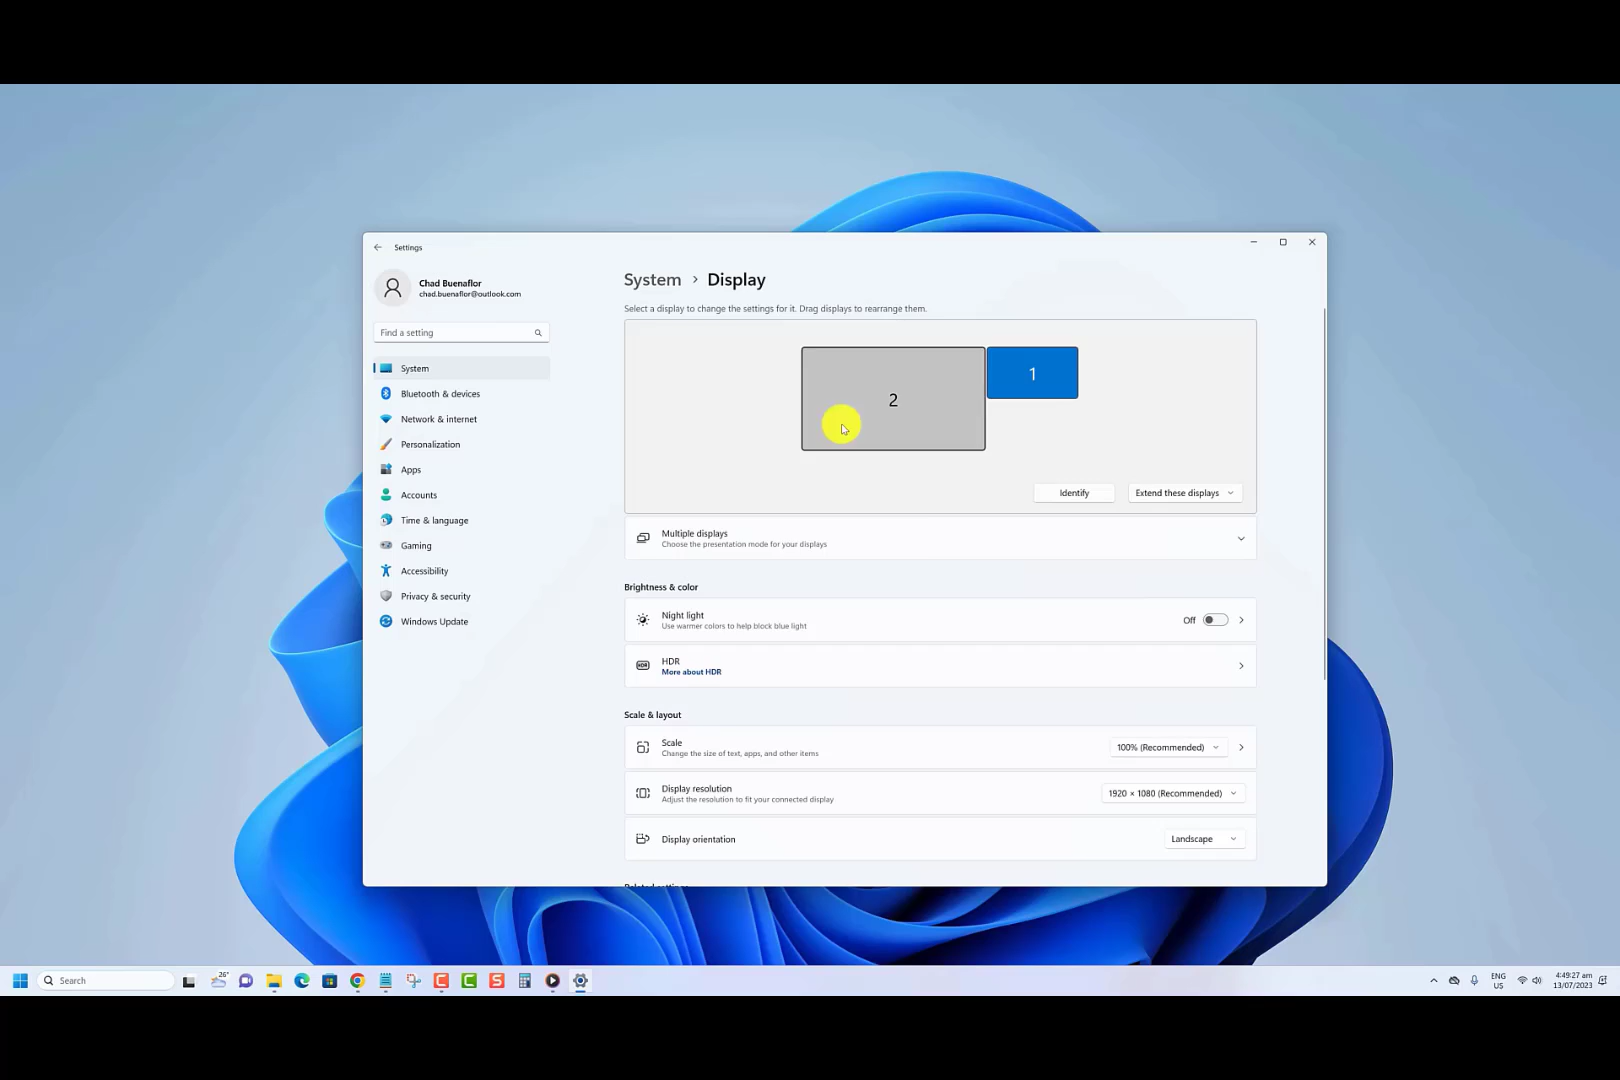 Settings
Chad Buenaflor
chad.buenaflor@outlook.com
Find a setting
System
Bluetooth & devices
Network & internet
Personalization
Apps
Accounts
Time & language
Gaming
Accessibility
Privacy & security
Windows Update
System > Display
Select a display to change the settings for it. Drag displays to rearrange them.
2
1
Identify
Extend these displays
Multiple displays
Choose the presentation mode for your displays
Brightness & color
Night light
Use warmer colors to help block blue light
Off
HDR
HDR
More about HDR
Scale & layout
Scale
Change the size of text, apps, and other items
100% (Recommended)
Display resolution
Adjust the resolution to fit your connected display
1920 × 1080 (Recommended)
Display orientation
Landscape
Search
26°
C
C
S
ENG
US
4:49:27 am
13/07/2023